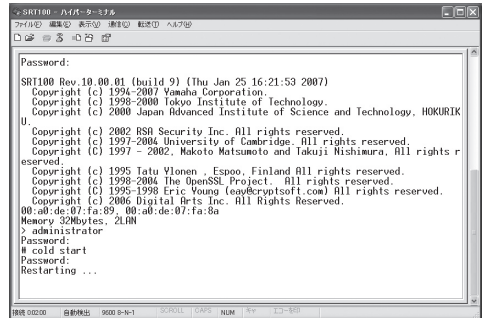 SRT100 - ハイパーターミナル
ファイル(F) 編集(E) 表示(V) 通信(C) 転送(T) ヘルプ(H)
Password:
SRT100 Rev.10.00.01 (build 9) (Thu Jan 25 16:21:53 2007)
Copyright (c) 1994-2007 Yamaha Corporation.
Copyright (c) 1998-2000 Tokyo Institute of Technology.
Copyright (c) 2000 Japan Advanced Institute of Science and Technology, HOKURIK
U.
Copyright (c) 2002 RSA Security Inc. All rights reserved.
Copyright (c) 1997-2004 University of Cambridge. All rights reserved.
Copyright (C) 1997 - 2002, Makoto Matsumoto and Takuji Nishimura, All rights r
eserved.
Copyright (c) 1995 Tatu Ylonen , Espoo, Finland All rights reserved.
Copyright (c) 1998-2004 The OpenSSL Project.  All rights reserved.
Copyright (C) 1995-1998 Eric Young (eay@cryptsoft.com) All rights reserved.
Copyright (c) 2006 Digital Arts Inc. All Rights Reserved.
00:a0:de:07:fa:89, 00:a0:de:07:fa:8a
Memory 32Mbytes, 2LAN
> administrator
Password:
# cold start
Password:
Restarting ...
接続 0:02:00 自動検出 9600 8-N-1 SCROLL CAPS NUM キャ エコーを印